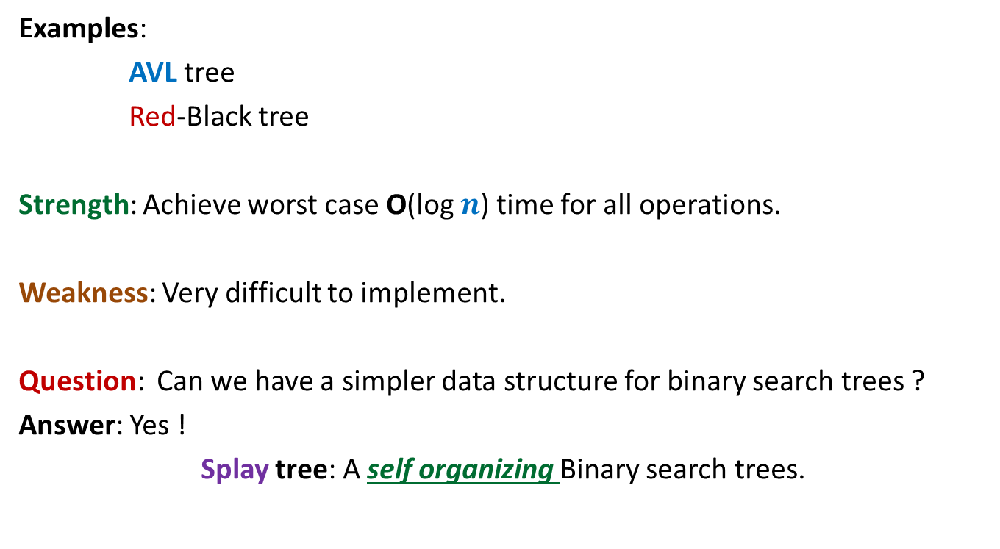 Examples:
AVL tree
Red-Black tree
Strength: Achieve worst case O(log n) time for all operations.
Weakness: Very difficult to implement.
Question: Can we have a simpler data structure for binary search trees ?
Answer: Yes !
Splay tree: A self organizing Binary search trees.